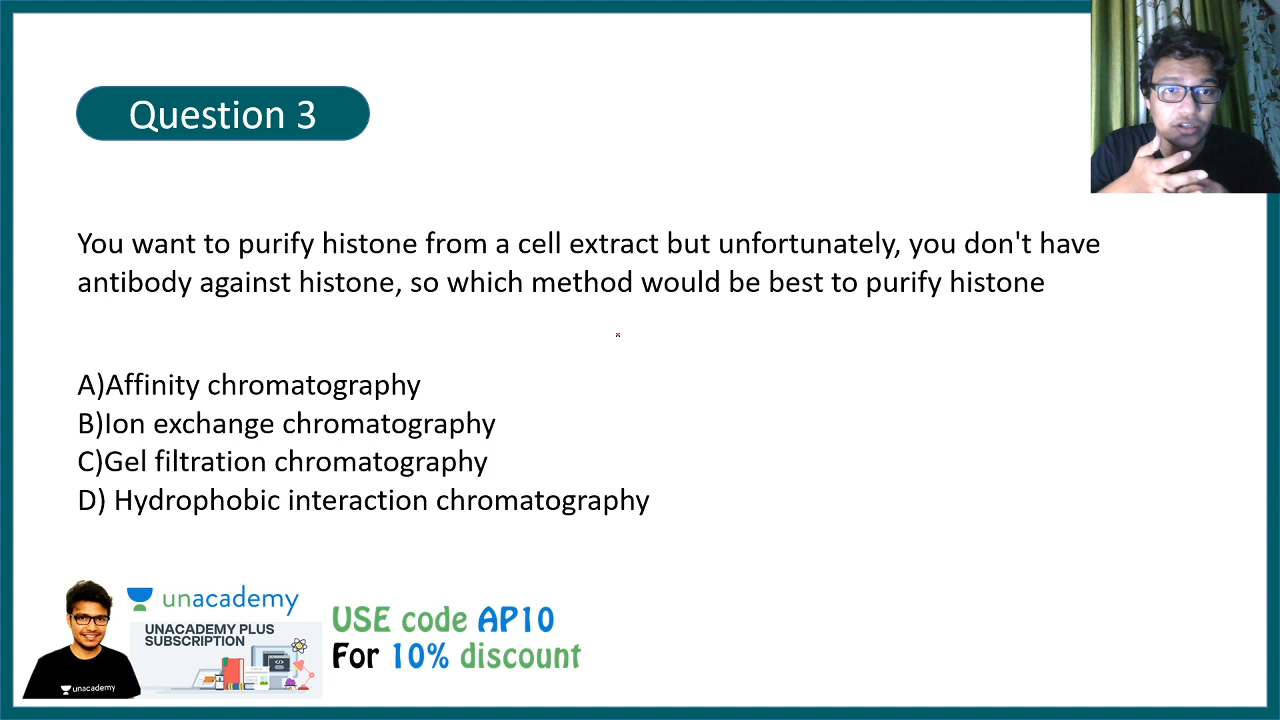 Question 3
You want to purify histone from a cell extract but unfortunately, you don't have
antibody against histone, so which method would be best to purify histone
A)Affinity chromatography
B)Ion exchange chromatography
C)Gel filtration chromatography
D) Hydrophobic interaction chromatography
unacademy
UNACADEMY PLUS
SUBSCRIPTION
USE code AP10
For 10% discount
unacademy